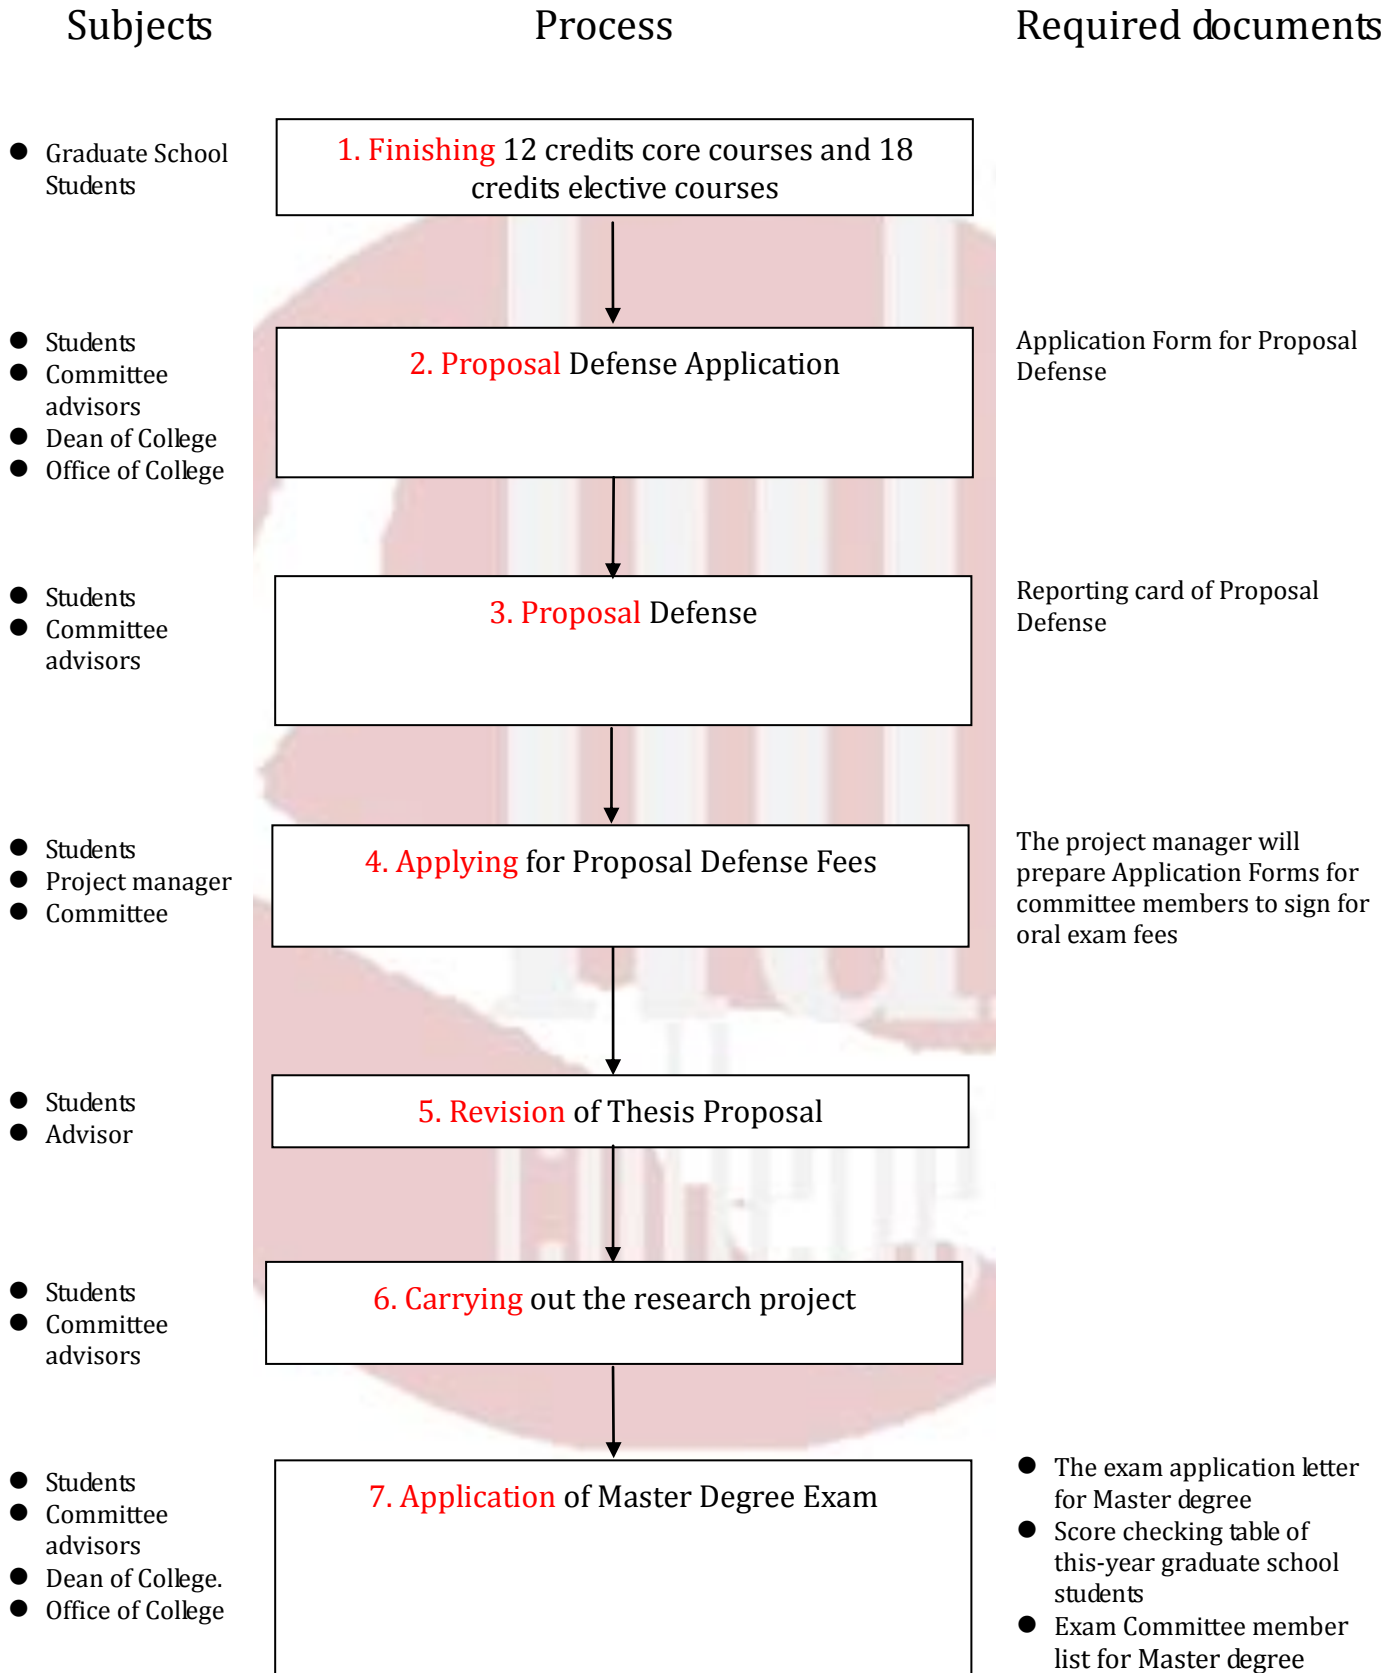 Subjects Process Required documents
● Graduate School
Students
1. Finishing 12 credits core courses and 18
credits elective courses
● Students
● Committee
advisors
● Dean of College
● Office of College
2. Proposal Defense Application
Application Form for Proposal
Defense
● Students
● Committee
advisors
3. Proposal Defense
Reporting card of Proposal
Defense
● Students
● Project manager
● Committee
4. Applying for Proposal Defense Fees
The project manager will
prepare Application Forms for
committee members to sign for
oral exam fees
● Students
● Advisor
5. Revision of Thesis Proposal
● Students
● Committee
advisors
6. Carrying out the research project
● Students
● Committee
advisors
● Dean of College.
● Office of College
7. Application of Master Degree Exam
● The exam application letter
for Master degree
● Score checking table of
this-year graduate school
students
● Exam Committee member
list for Master degree